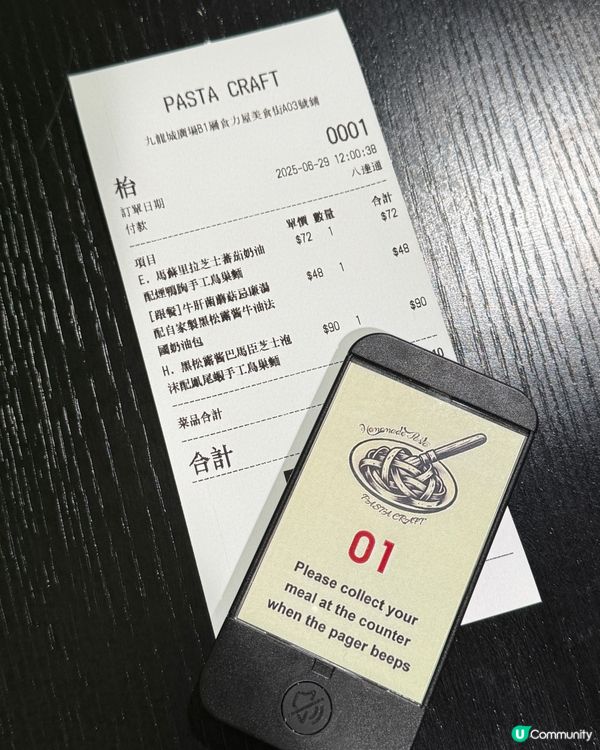 PASTA CRAFT
九龍城廣場B1層食力屋美食街A03號鋪
枱 0001
訂單日期 2025-08-29 12:00:38
付款 八達通
項目 單價 數量 合計
E. 馬蘇里拉芝士蕃茄奶油 $72 1 $72
配煙鴨胸手工鳥巢麵
[跟餐]牛肝菌蘑菇忌廉湯 $48 1 $48
配自家製黑松露醬牛油法
國奶油包
H. 黑松露醬巴馬臣芝士泡 $90 1 $90
沫配鳳尾蝦手工鳥巢麵
菜品合計
合計
Homemade Pasta
PASTA CRAFT
01
Please collect your
meal at the counter
when the pager beeps
U Community